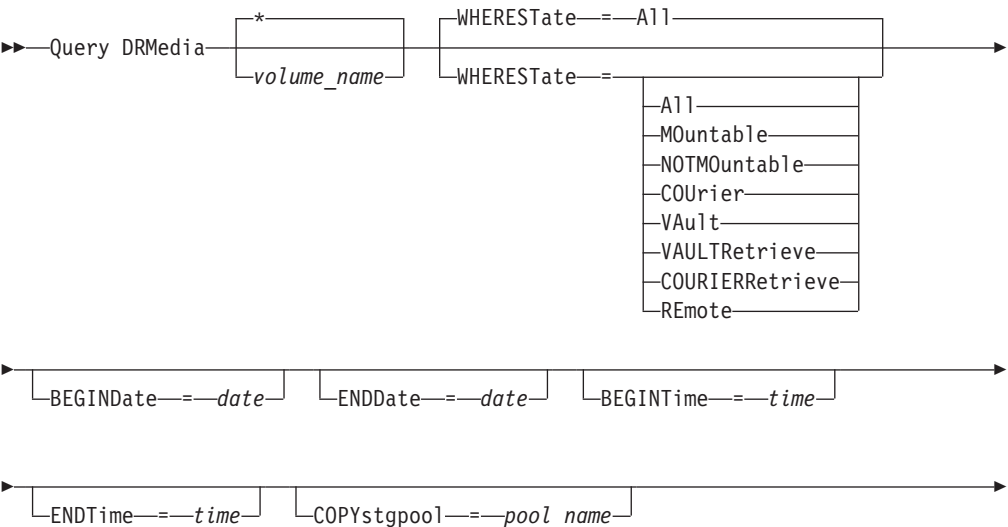 * WHERESTate = All
Query DRMedia
volume_name WHERESTate =
All
MOuntable
NOTMOuntable
COUrier
VAult
VAULTRetrieve
COURIERRetrieve
REmote
BEGINDate = date ENDDate = date BEGINTime = time
ENDTime = time COPYstgpool = pool name